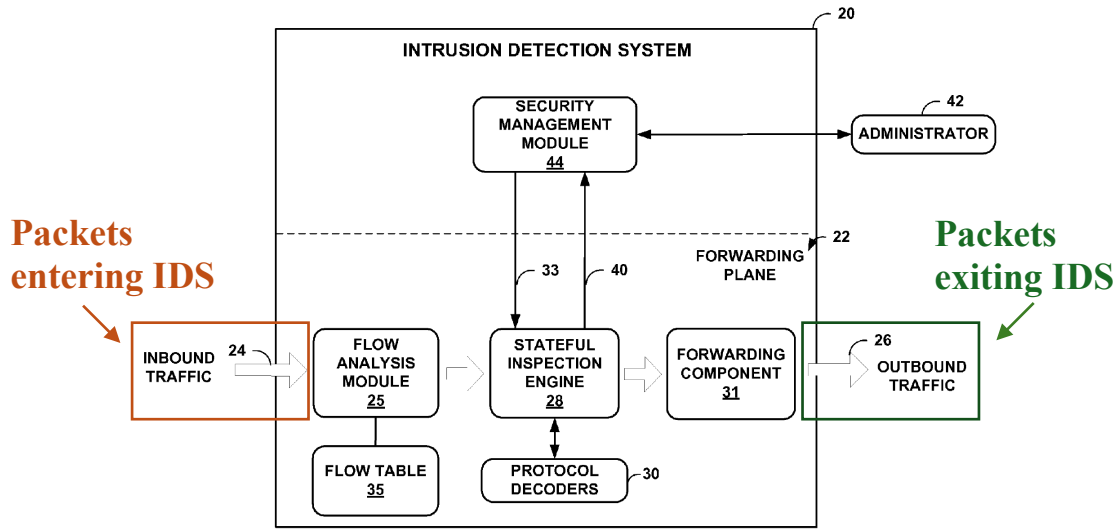 20
INTRUSION DETECTION SYSTEM
SECURITY
MANAGEMENT
MODULE
44
42
ADMINISTRATOR
Packets
entering IDS
22
FORWARDING
PLANE
Packets
exiting IDS
33
40
INBOUND
TRAFFIC
24
FLOW
ANALYSIS
MODULE
25
STATEFUL
INSPECTION
ENGINE
28
FORWARDING
COMPONENT
31
26
OUTBOUND
TRAFFIC
FLOW TABLE
35
PROTOCOL
DECODERS
30